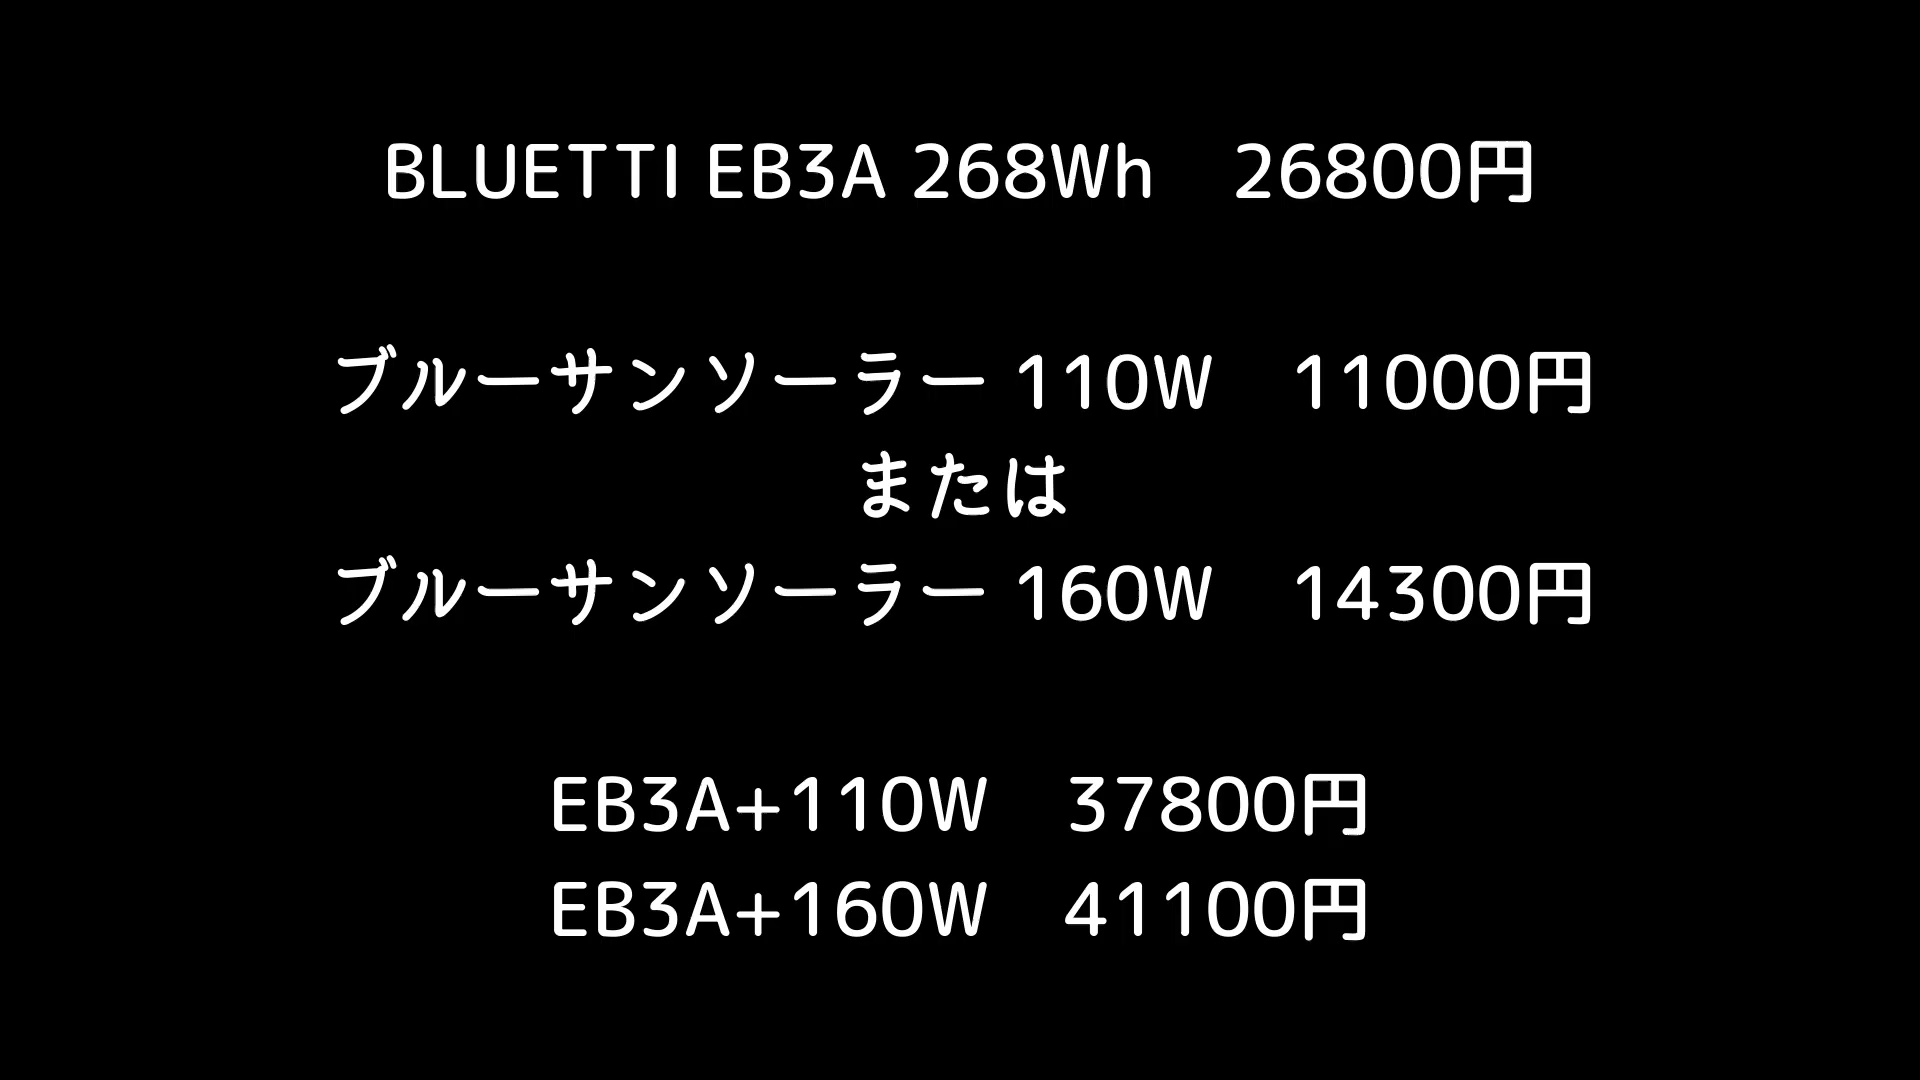 BLUETTI EB3A 268Wh　26800円
ブルーサンソーラー 110W　11000円
または
ブルーサンソーラー 160W　14300円
EB3A+110W　37800円
EB3A+160W　41100円